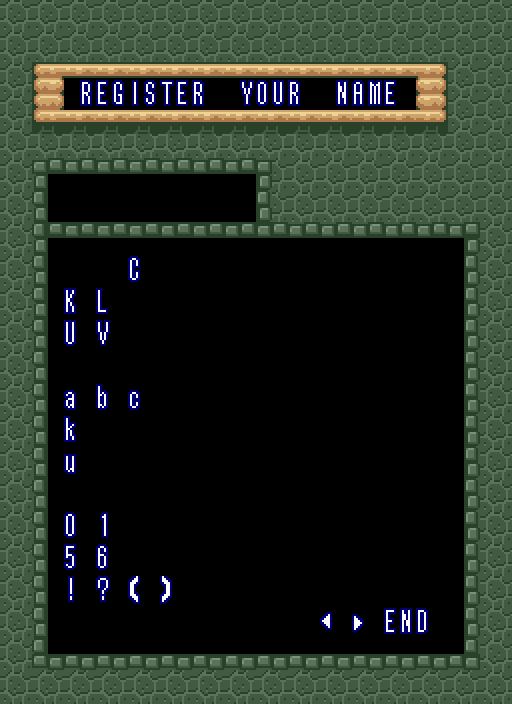 REGISTER YOUR NAME
C
K L
U V
a b c
k
u
0 1
5 6
! ? ( )
◀ ▶ END